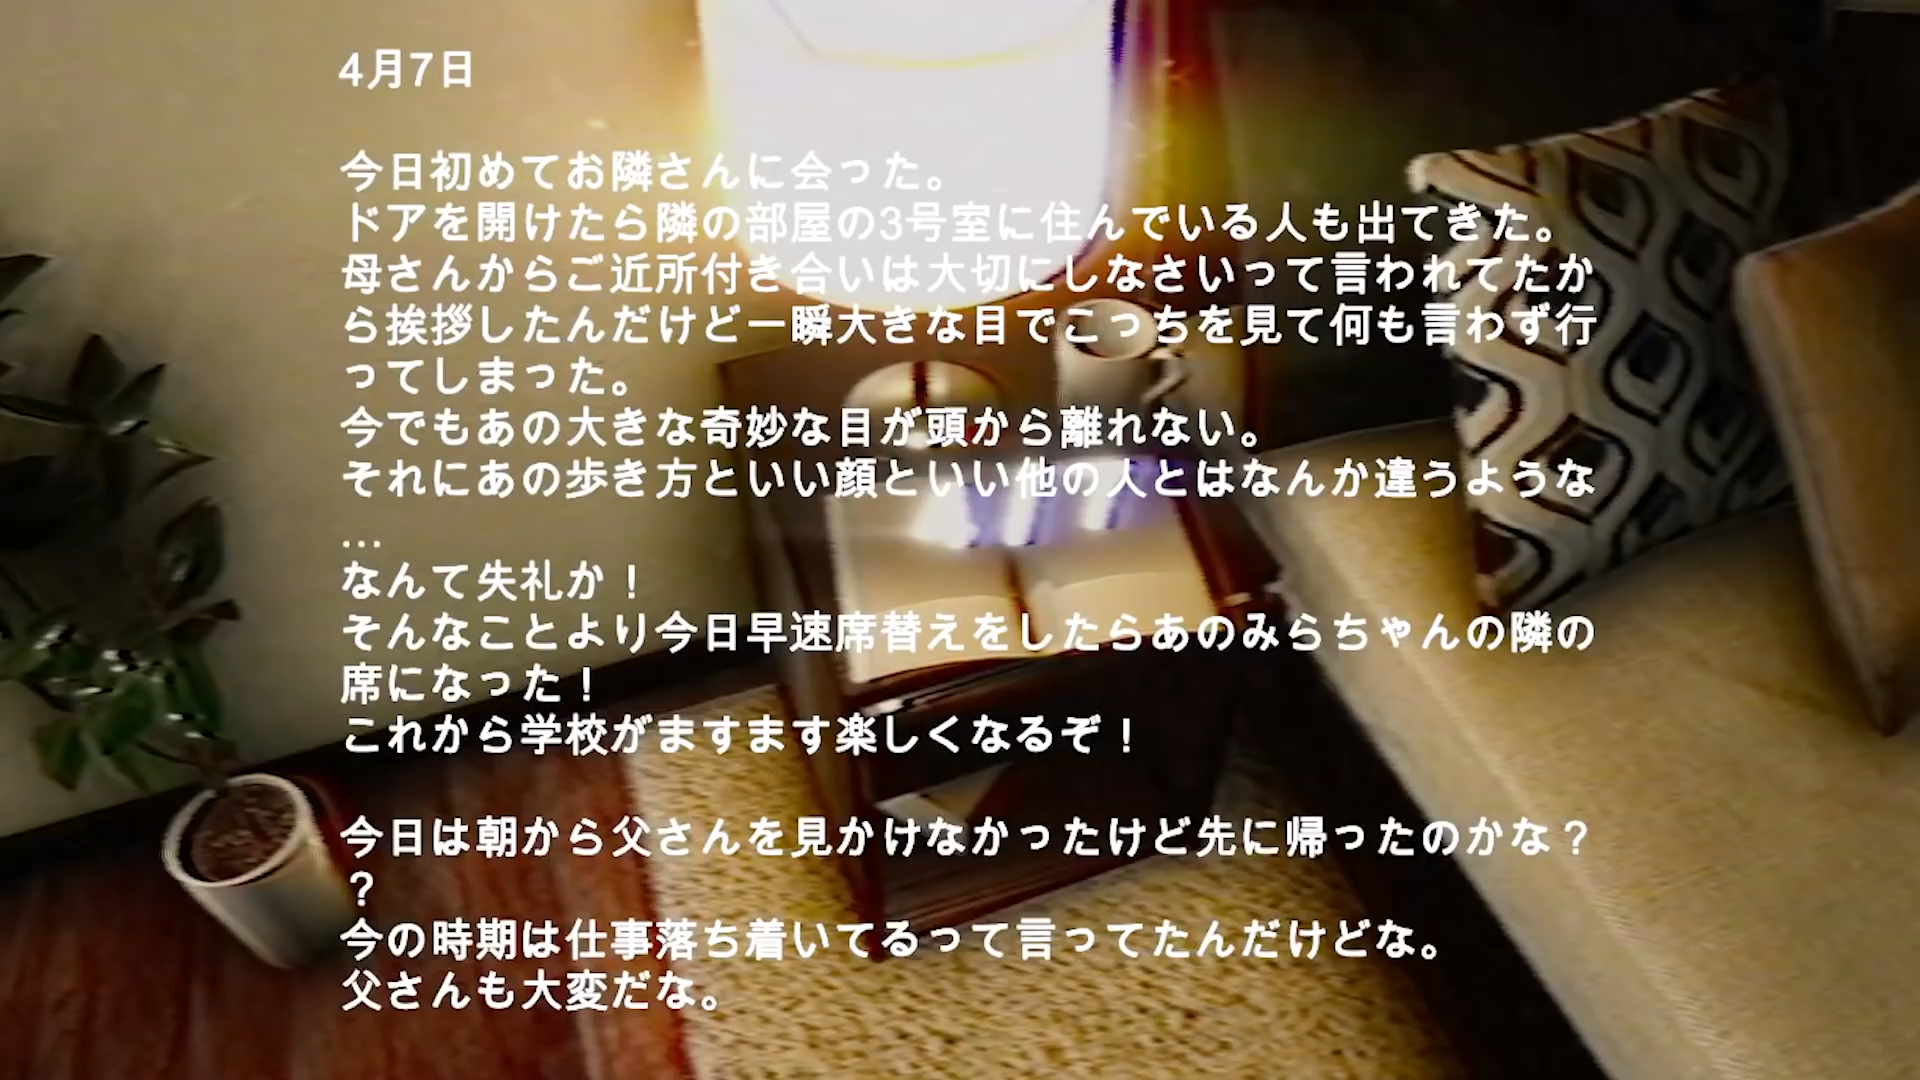 4月7日
今日初めてお隣さんに会った。
ドアを開けたら隣の部屋の3号室に住んでいる人も出てきた。
母さんからご近所付き合いは大切にしなさいって言われてたか
ら挨拶したんだけど一瞬大きな目でこっちを見て何も言わず行
ってしまった。
今でもあの大きな奇妙な目が頭から離れない。
それにあの歩き方といい顔といい他の人とはなんか違うような
...
なんて失礼か！
そんなことより今日早速席替えをしたらあのみらちゃんの隣の
席になった！
これから学校がますます楽しくなるぞ！
今日は朝から父さんを見かけなかったけど先に帰ったのかな？
？
今の時期は仕事落ち着いてるって言ってたんだけどな。
父さんも大変だな。